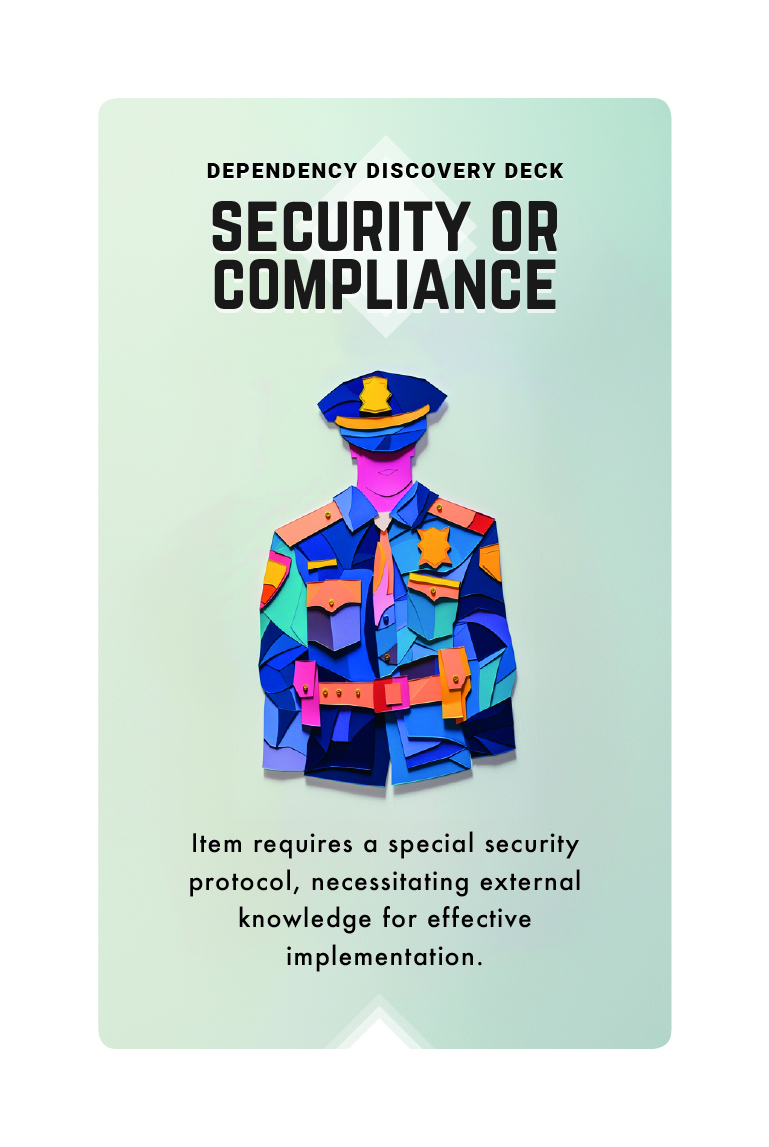 DEPENDENCY DISCOVERY DECK
SECURITY OR
COMPLIANCE
Item requires a special security
protocol, necessitating external
knowledge for effective
implementation.